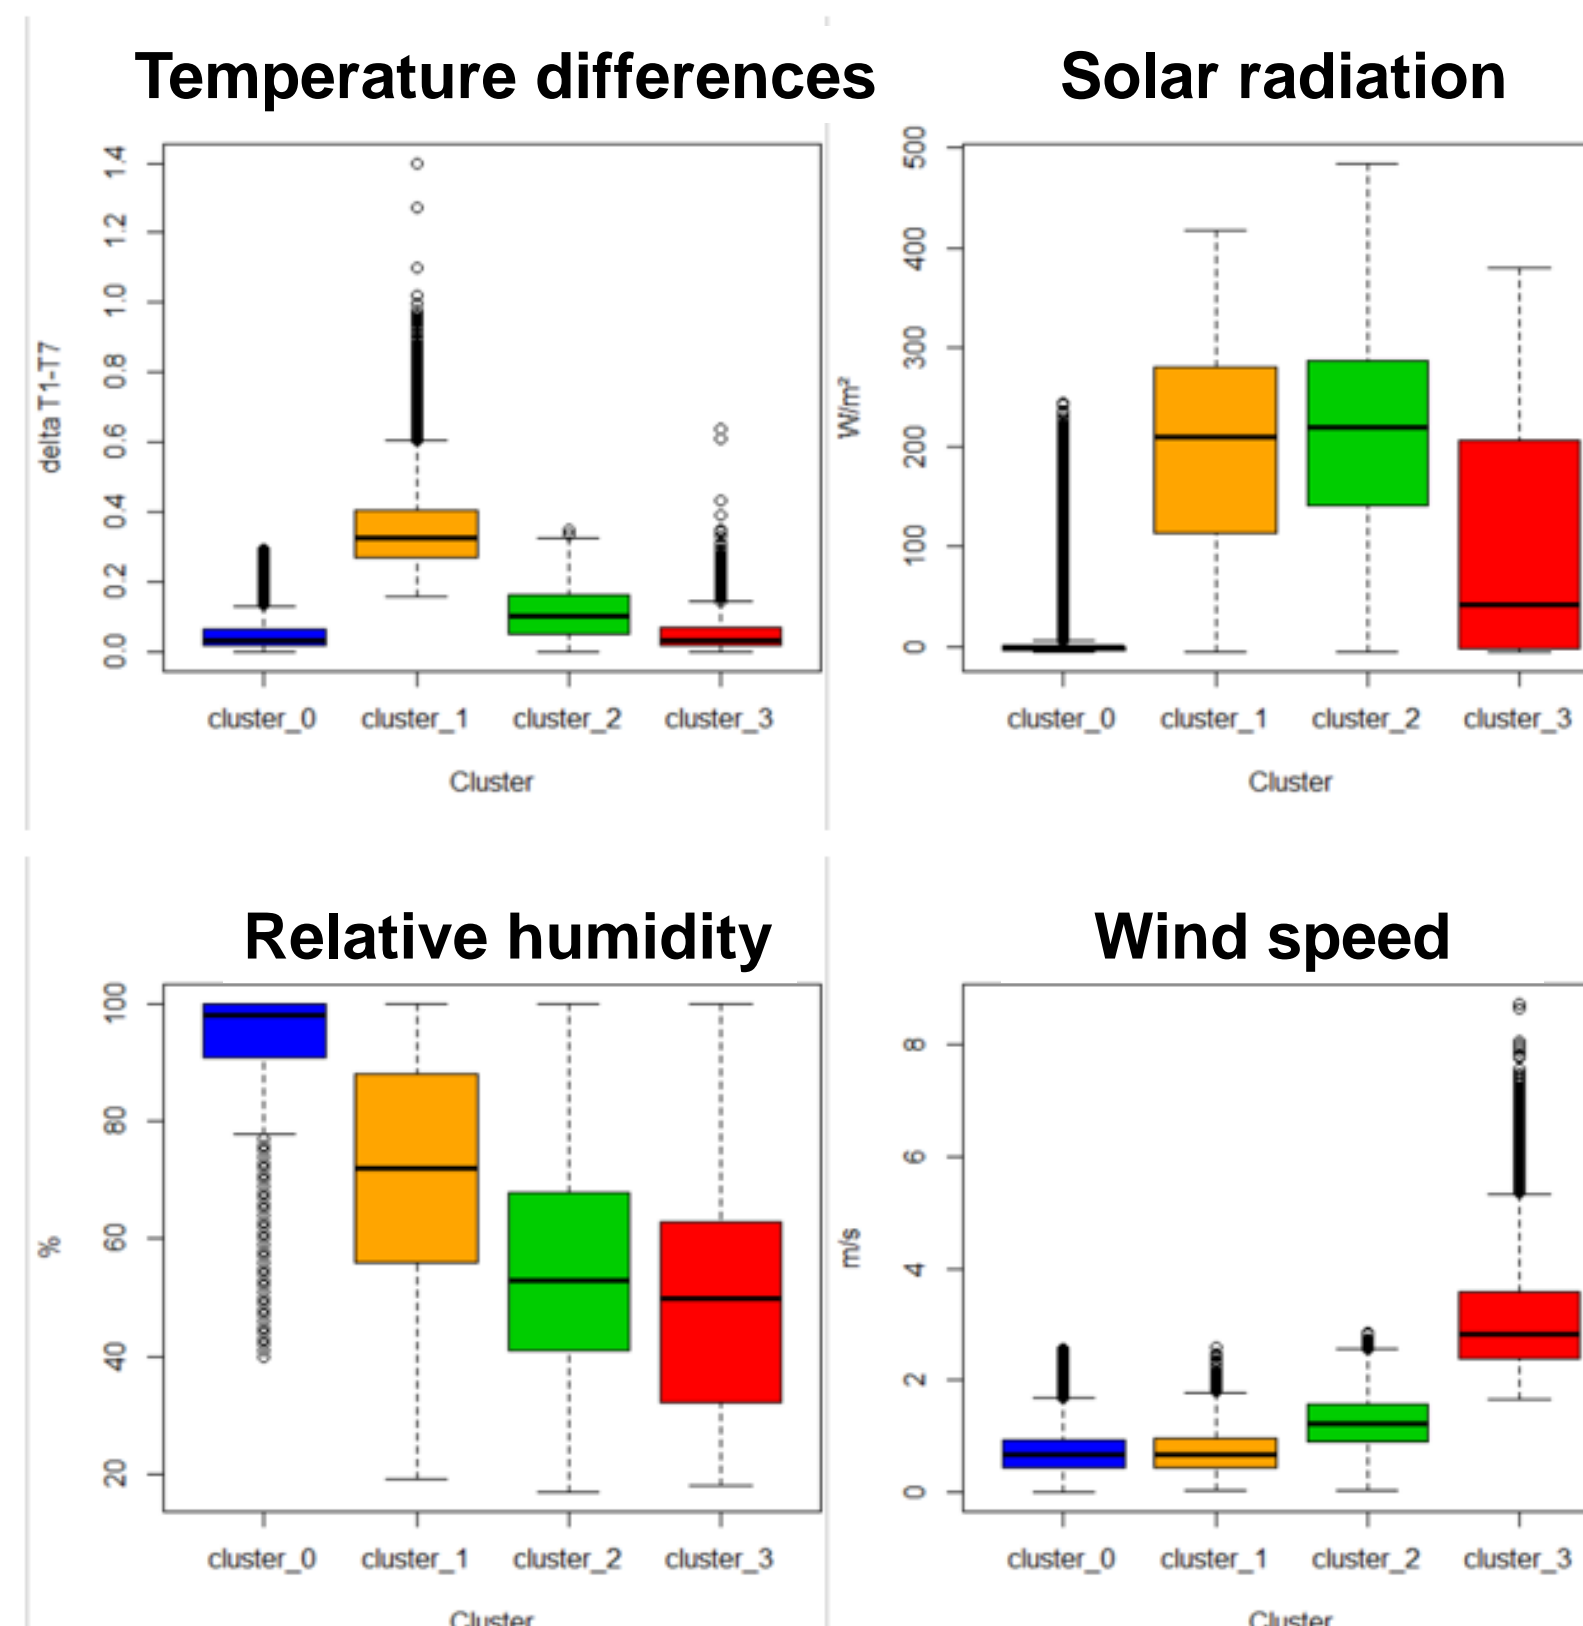 Temperature differences
delta T1-T7
1.4
1.2
1.0
0.8
0.6
0.4
0.2
0.0
cluster_0 cluster_1 cluster_2 cluster_3
Cluster
Solar radiation
W/m²
500
400
300
200
100
0
cluster_0 cluster_1 cluster_2 cluster_3
Cluster
Relative humidity
%
100
80
60
40
20
cluster_0 cluster_1 cluster_2 cluster_3
Cluster
Wind speed
m/s
8
6
4
2
0
cluster_0 cluster_1 cluster_2 cluster_3
Cluster